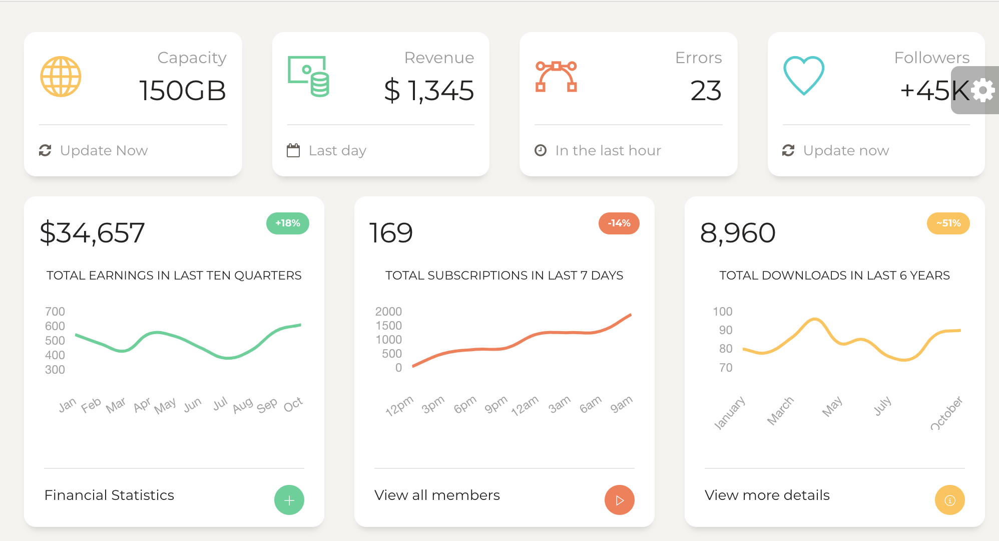 Capacity
150GB
Update Now
Revenue
$ 1,345
Last day
Errors
23
In the last hour
Followers
+45K
Update now
$34,657
+18%
TOTAL EARNINGS IN LAST TEN QUARTERS
700
600
500
400
300
Jan Feb Mar Apr May Jun Jul Aug Sep Oct
Financial Statistics
169
-14%
TOTAL SUBSCRIPTIONS IN LAST 7 DAYS
2000
1500
1000
500
0
12pm 3pm 6pm 9pm 12am 3am 6am 9am
View all members
8,960
~51%
TOTAL DOWNLOADS IN LAST 6 YEARS
100
90
80
70
January March May July October
View more details